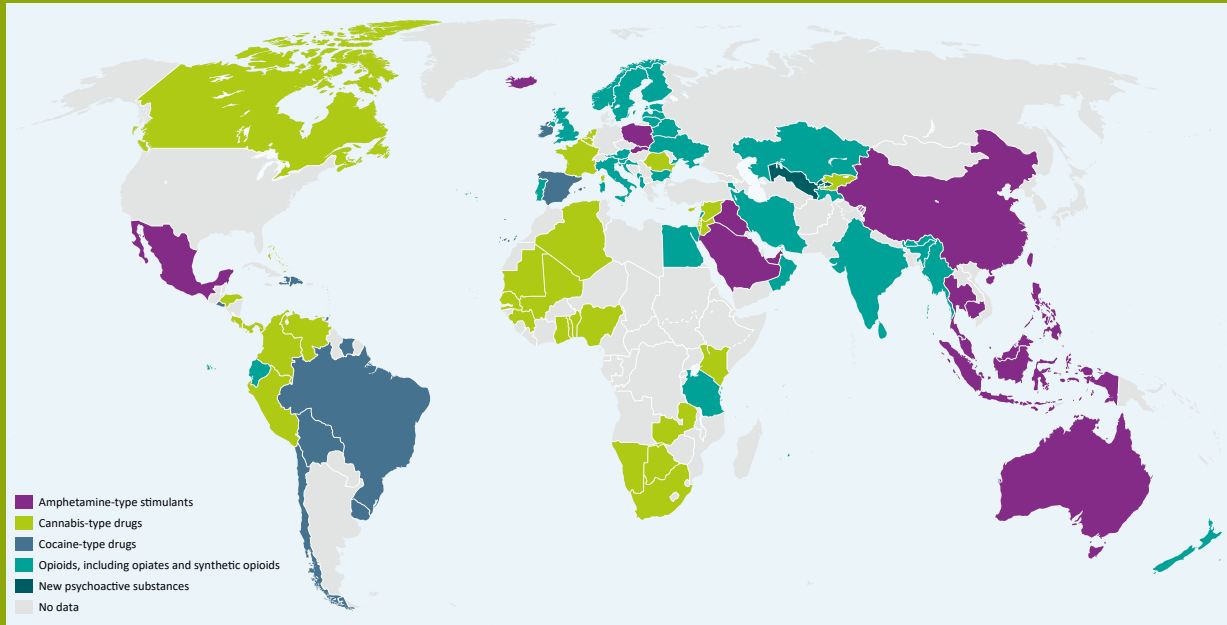 Amphetamine-type stimulants
Cannabis-type drugs
Cocaine-type drugs
Opioids, including opiates and synthetic opioids
New psychoactive substances
No data